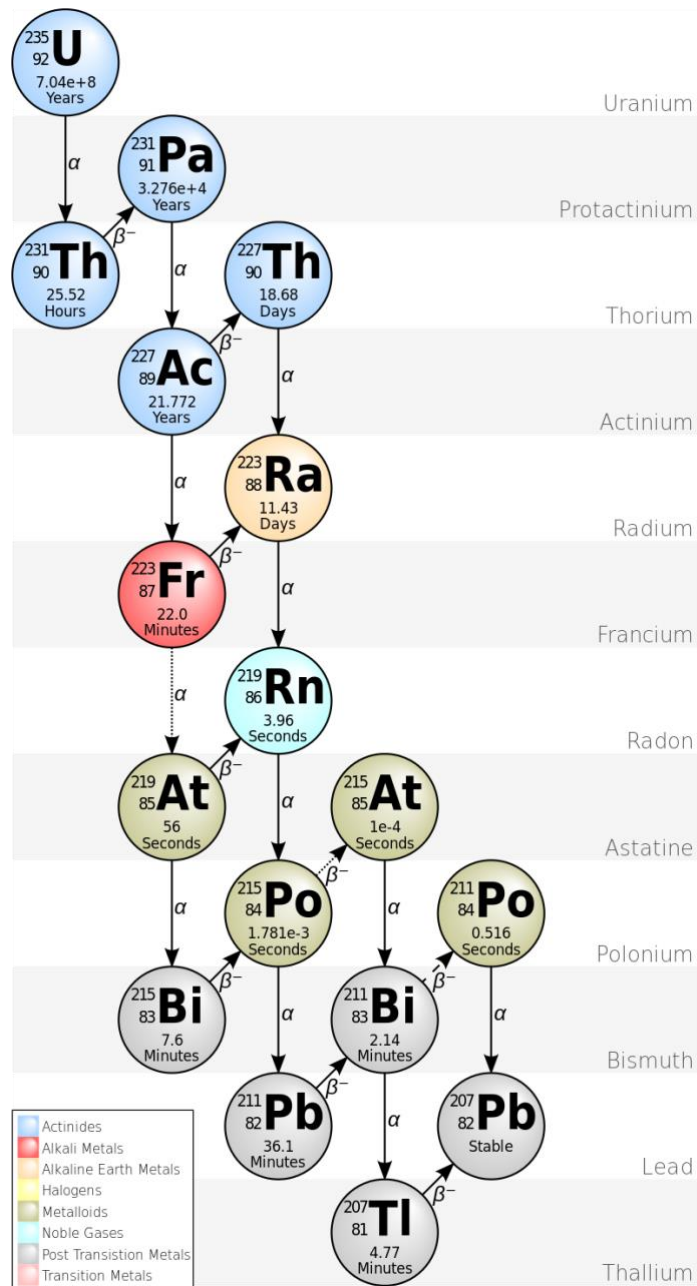 235
92
U
7.04e+8
Years
Uranium
α
231
91
Pa
3.276e+4
Years
Protactinium
β⁻
231
90
Th
25.52
Hours
α
227
90
Th
18.68
Days
Thorium
β⁻
227
89
Ac
21.772
Years
α
Actinium
α
223
88
Ra
11.43
Days
Radium
β⁻
223
87
Fr
22.0
Minutes
α
Francium
α
219
86
Rn
3.96
Seconds
Radon
β⁻
219
85
At
56
Seconds
α
215
85
At
1e-4
Seconds
Astatine
β⁻
α
215
84
Po
1.781e-3
Seconds
α
211
84
Po
0.516
Seconds
Polonium
β⁻
β⁻
215
83
Bi
7.6
Minutes
α
211
83
Bi
2.14
Minutes
α
Bismuth
β⁻
211
82
Pb
36.1
Minutes
α
207
82
Pb
Stable
Lead
β⁻
207
81
Tl
4.77
Minutes
Thallium
Actinides
Alkali Metals
Alkaline Earth Metals
Halogens
Metalloids
Noble Gases
Post Transistion Metals
Transition Metals